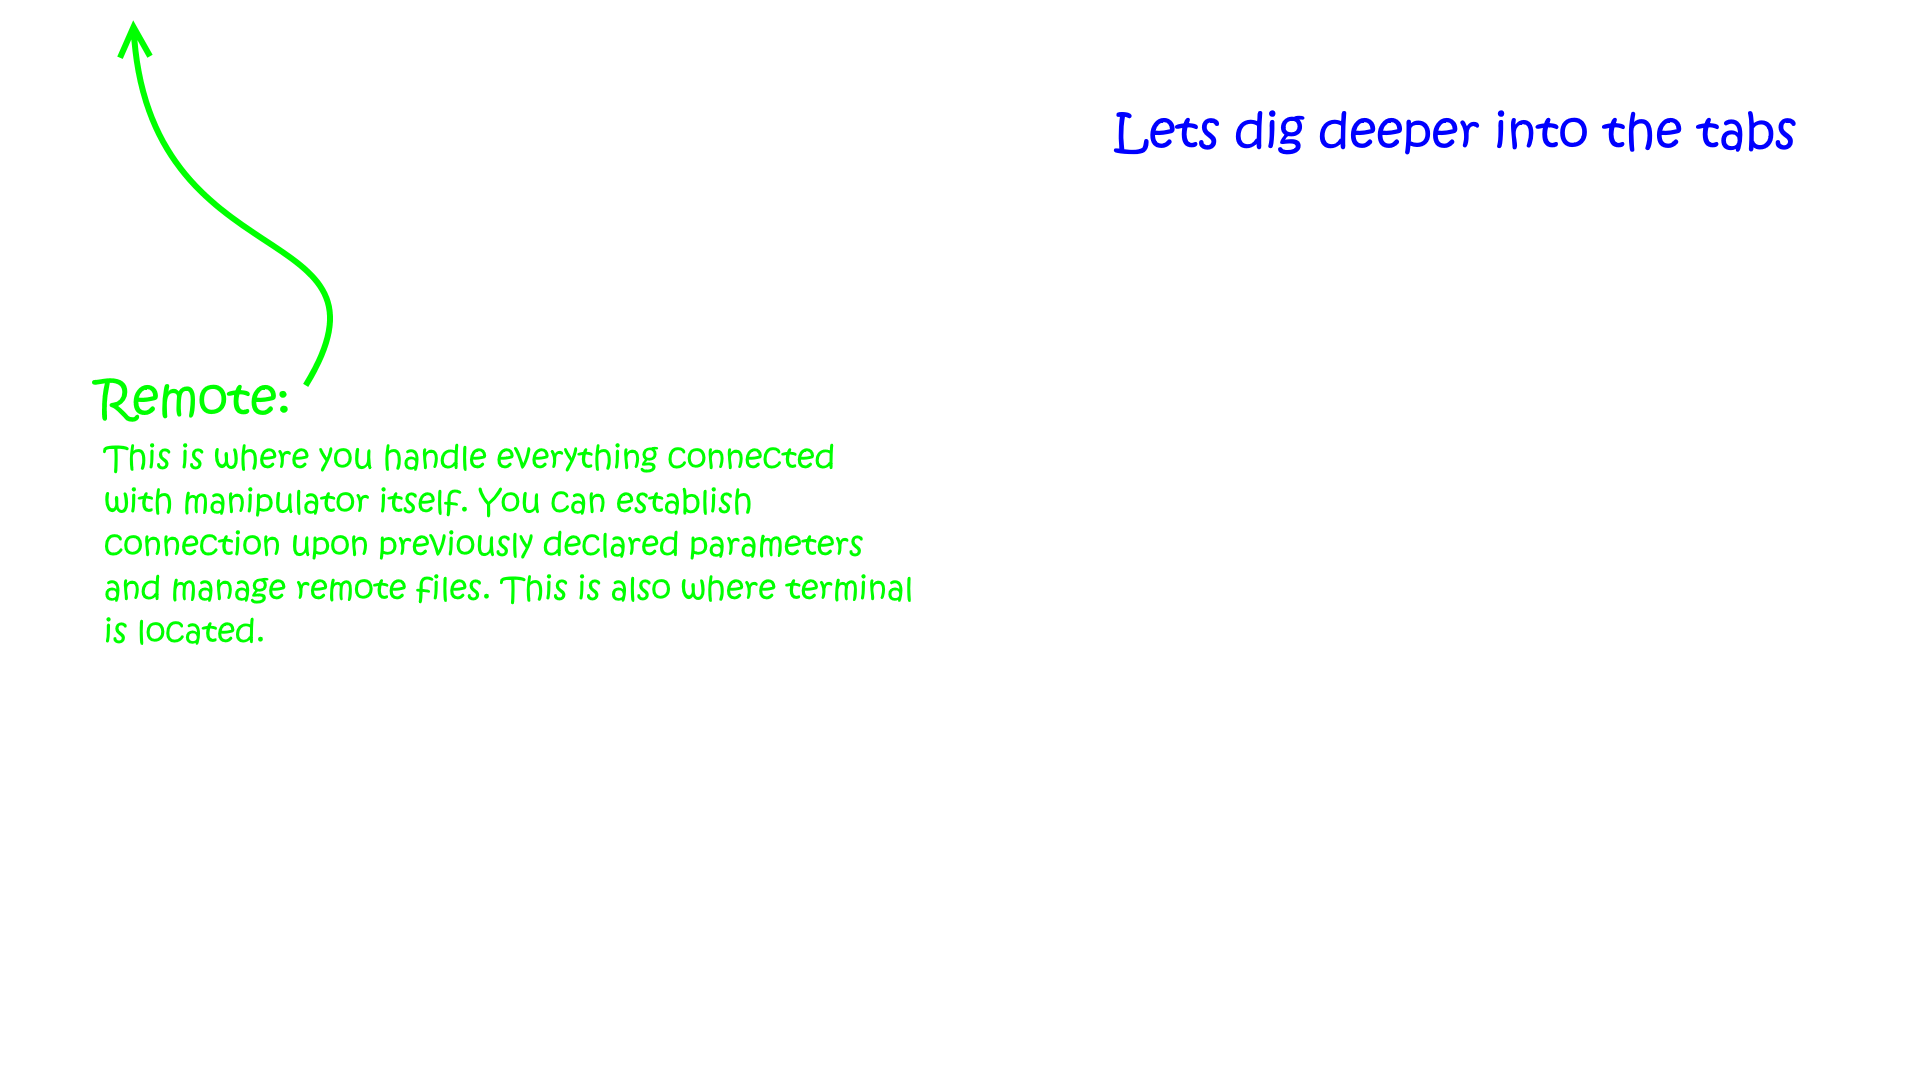 Lets dig deeper into the tabs
Remote:
This is where you handle everything connected
with manipulator itself. You can establish
connection upon previously declared parameters
and manage remote files. This is also where terminal
is located.